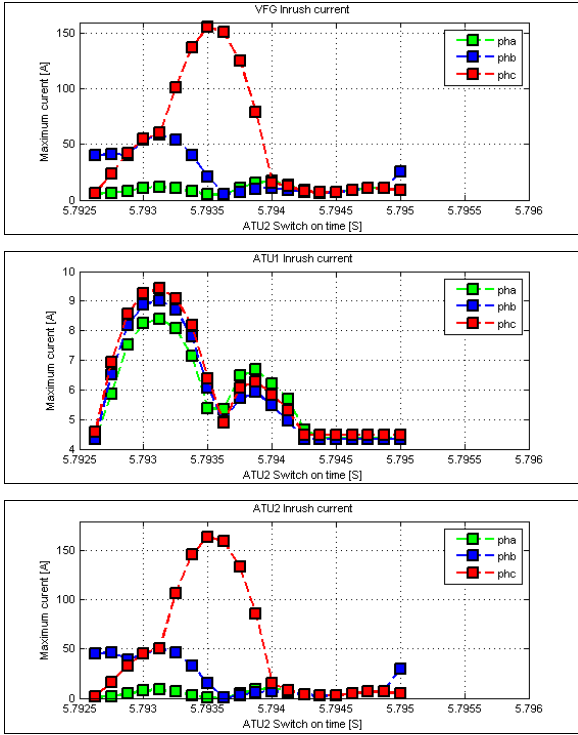 VFG Inrush current
Maximum curent [A]
150
100
50
0
5.7925 5.793 5.7935 5.794 5.7945 5.795 5.7955 5.796
ATU2 Switch on time [S]
pha
phb
phc
ATU1 Inrush current
Maximum curent [A]
10
9
8
7
6
5
4
5.7925 5.793 5.7935 5.794 5.7945 5.795 5.7955 5.796
ATU2 Switch on time [S]
pha
phb
phc
ATU2 Inrush current
Maximum curent [A]
150
100
50
0
5.7925 5.793 5.7935 5.794 5.7945 5.795 5.7955 5.796
ATU2 Switch on time [S]
pha
phb
phc